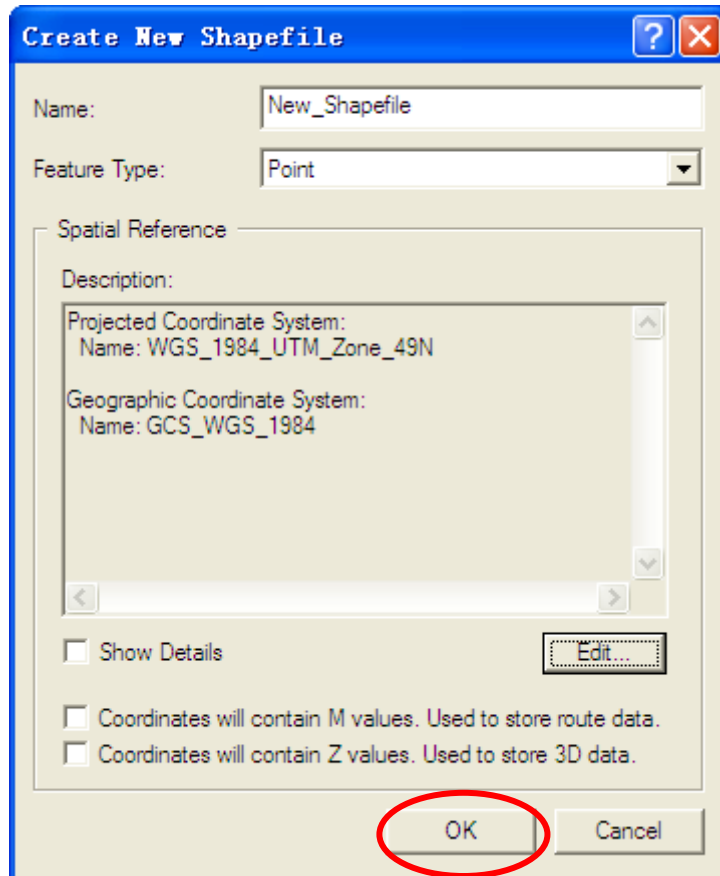 Create New Shapefile
Name:
New_Shapefile
Feature Type:
Point
Spatial Reference
Description:
Projected Coordinate System:
Name: WGS_1984_UTM_Zone_49N
Geographic Coordinate System:
Name: GCS_WGS_1984
Show Details
Edit...
Coordinates will contain M values. Used to store route data.
Coordinates will contain Z values. Used to store 3D data.
OK
Cancel